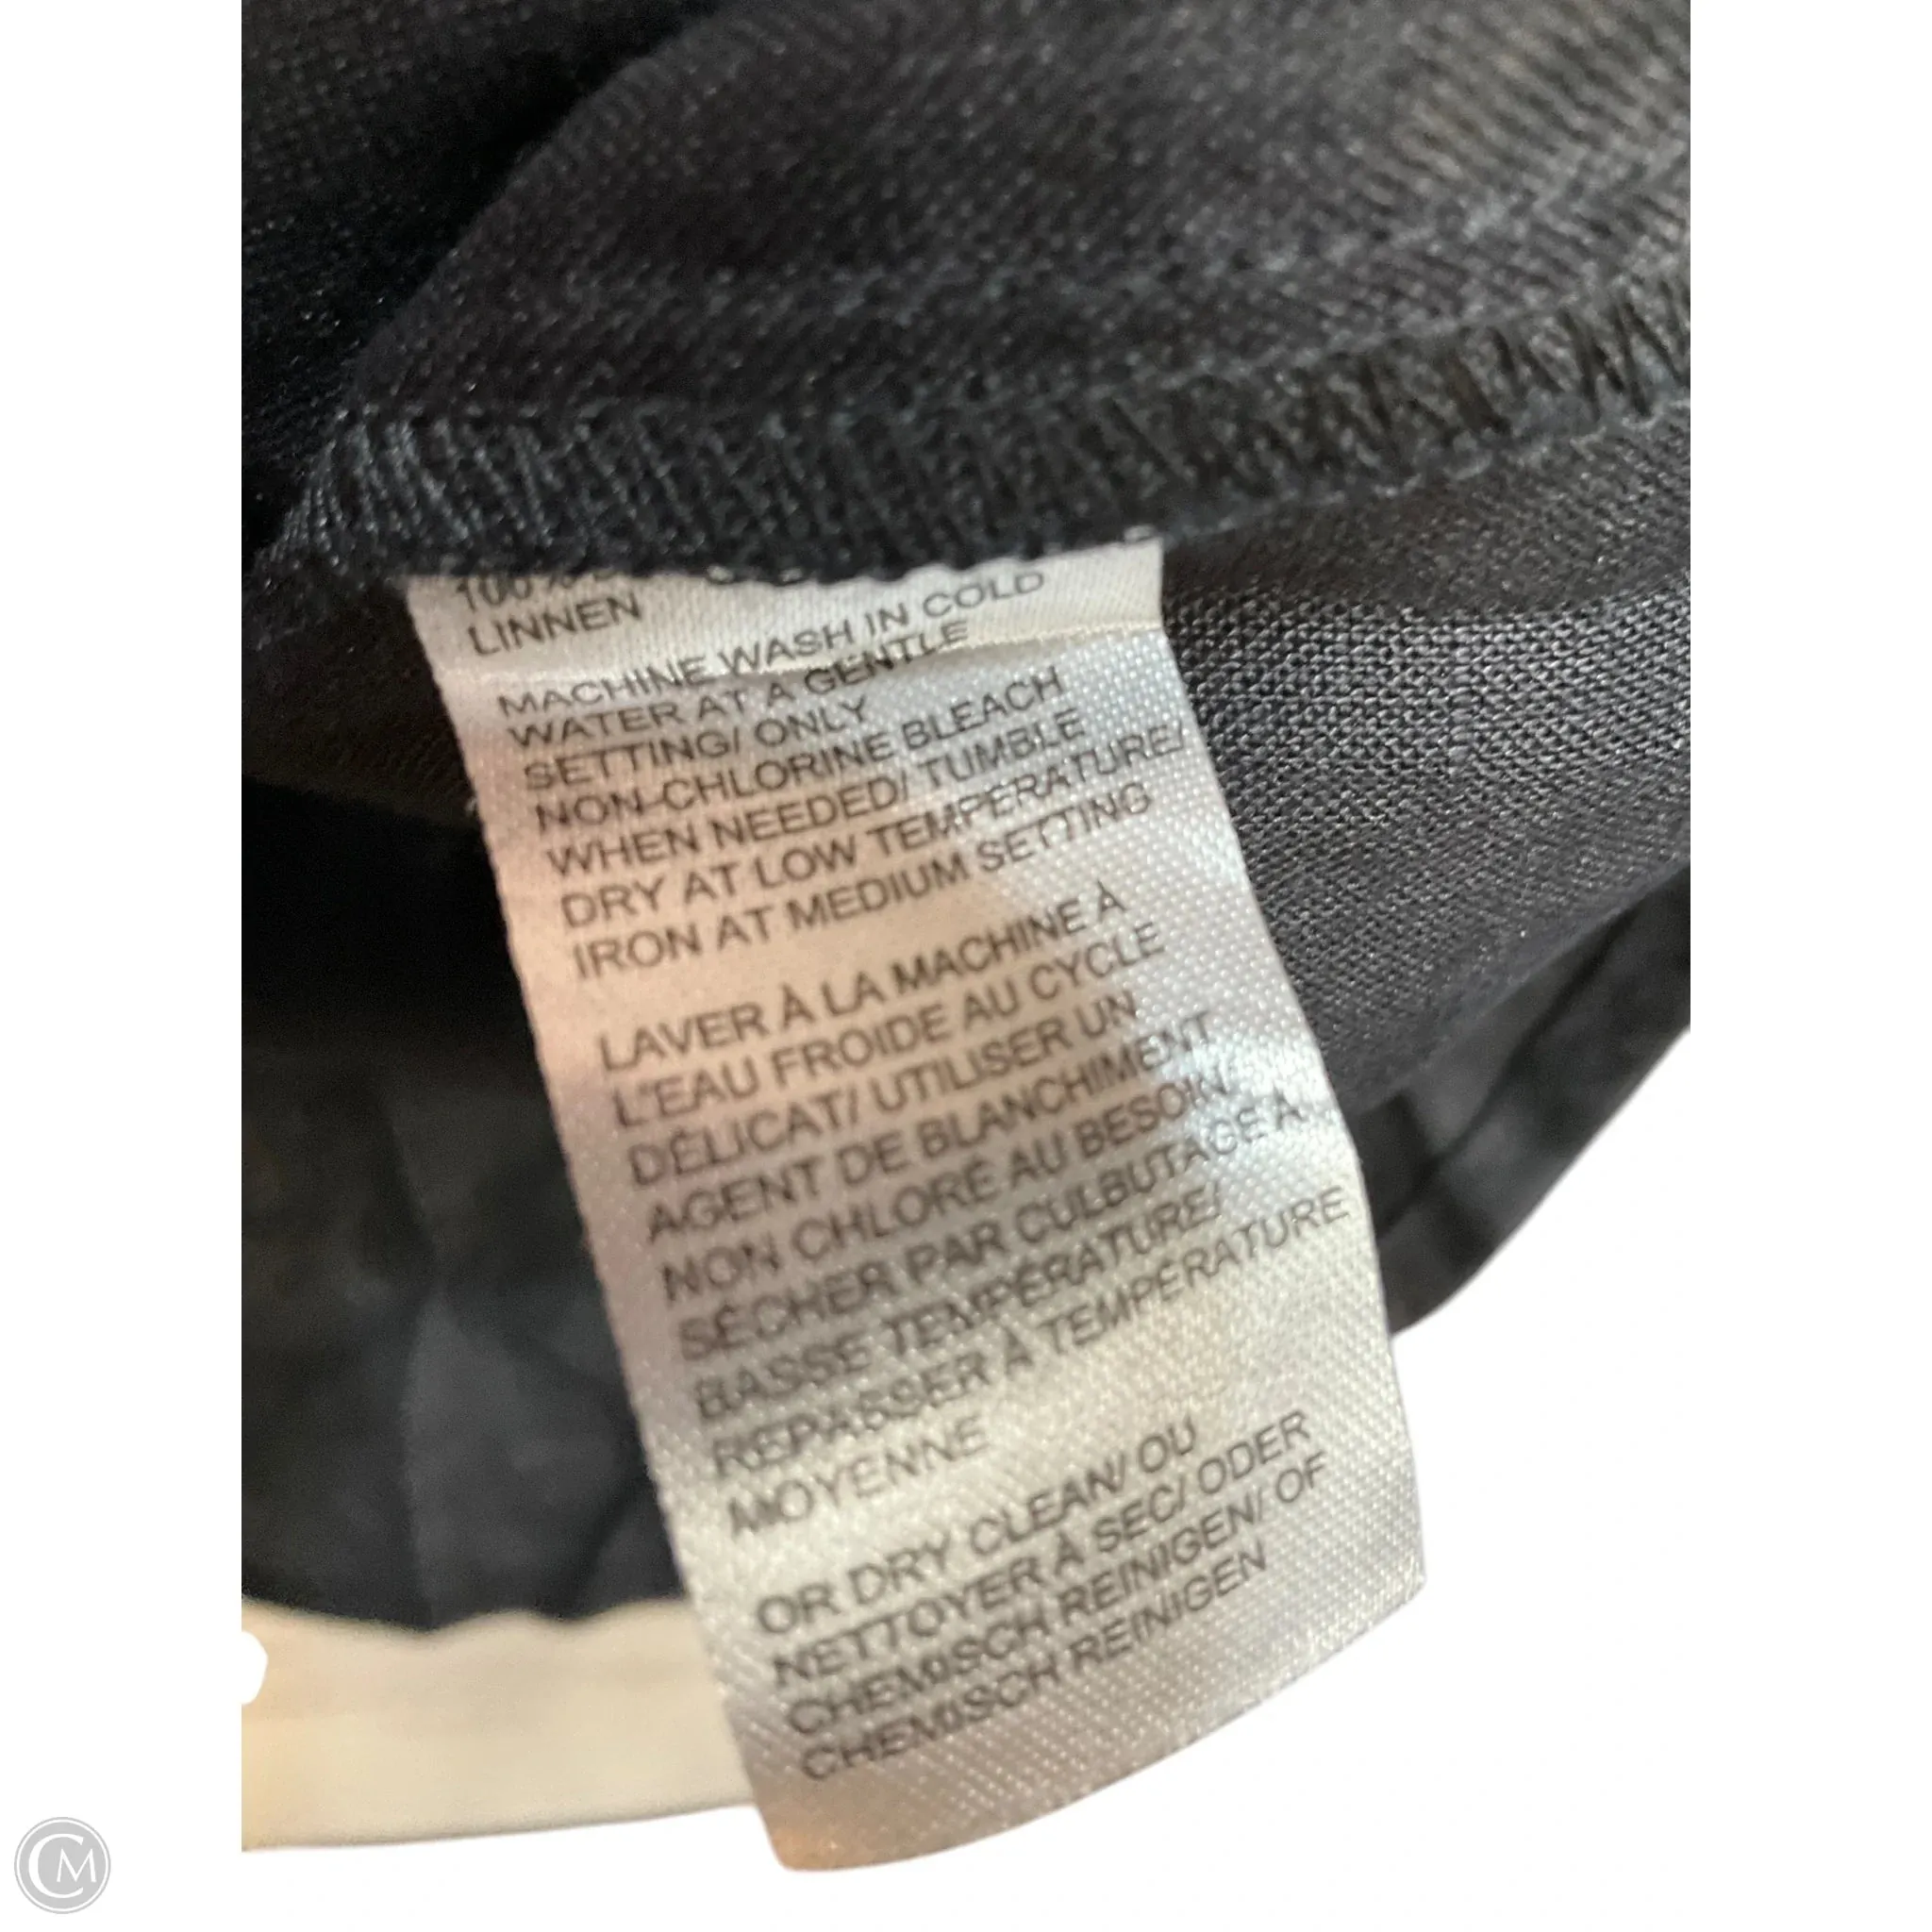 100%
LINNEN
MACHINE WASH IN COLD
WATER AT A GENTLE
SETTING/ ONLY
NON-CHLORINE BLEACH
WHEN NEEDED/ TUMBLE
DRY AT LOW TEMPERATURE/
IRON AT MEDIUM SETTING
LAVER À LA MACHINE À
L'EAU FROIDE AU CYCLE
DÉLICAT/ UTILISER UN
AGENT DE BLANCHIMENT
NON CHLORÉ AU BESOIN
SÉCHER PAR CULBUTAGE À
BASSE TEMPÉRATURE/
REPASSER À TEMPÉRATURE
MOYENNE
OR DRY CLEAN/ OU
NETTOYER À SEC/ ODER
CHEMISCH REINIGEN/ OF
CHEMISCH REINIGEN
CM